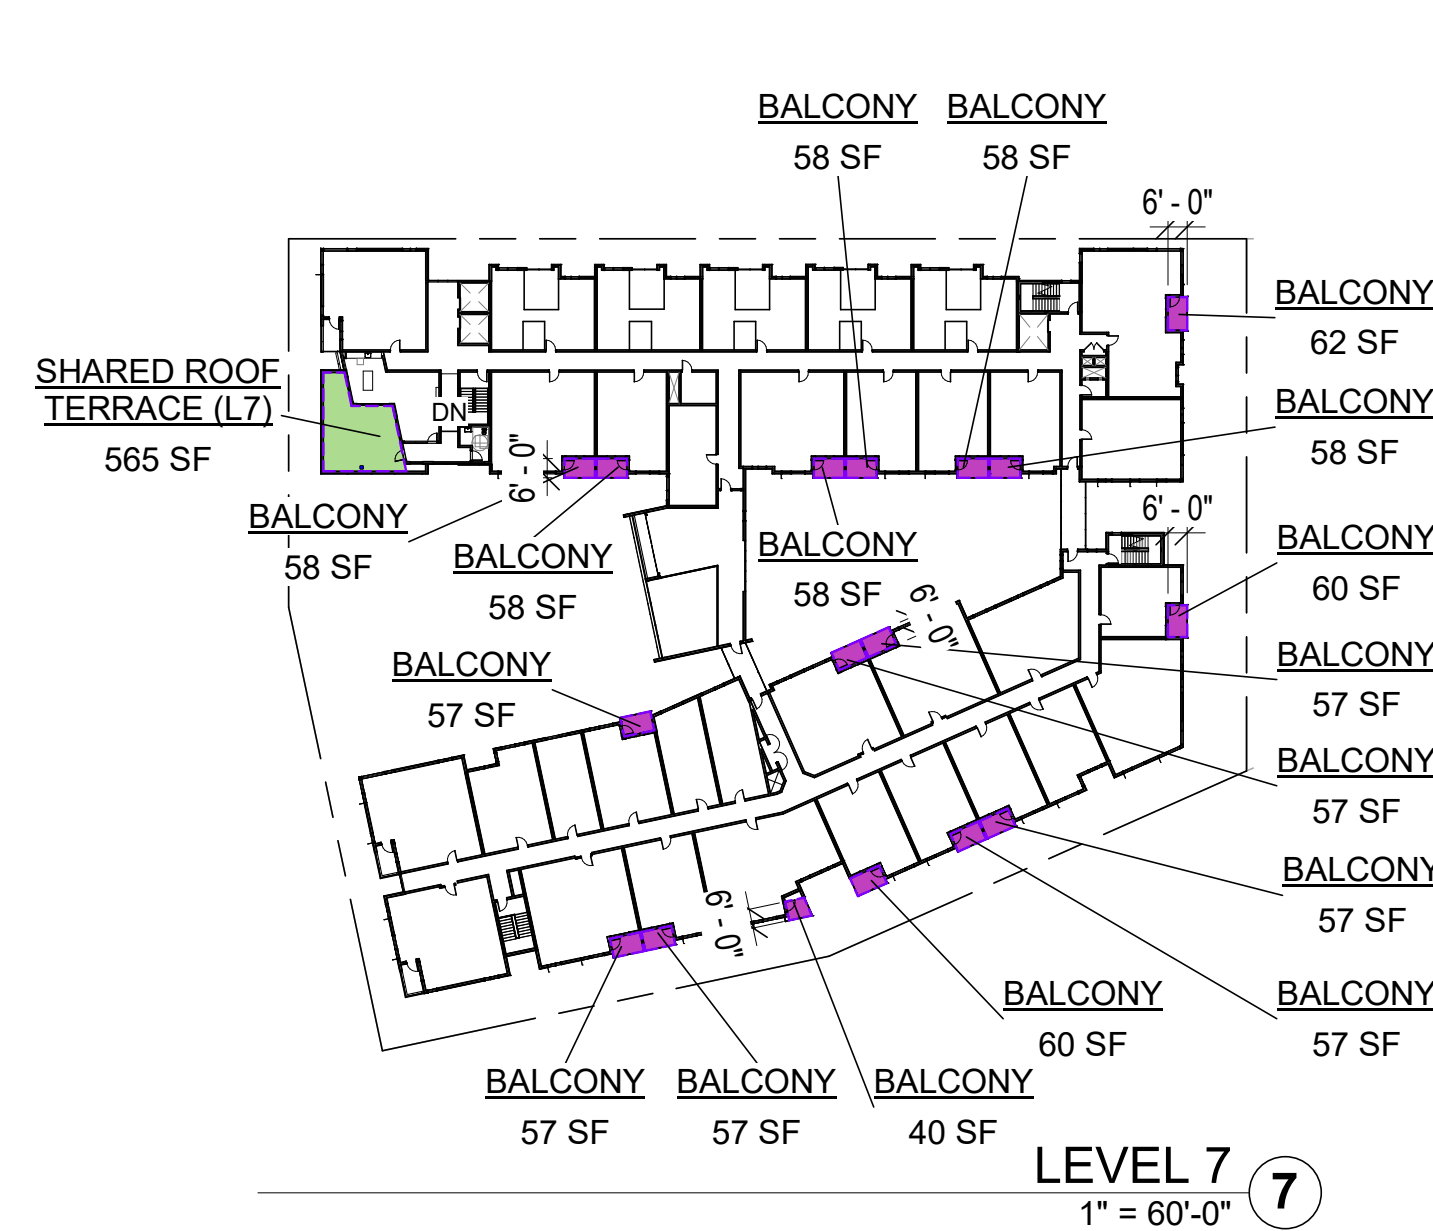 BALCONY
58 SF
BALCONY
58 SF
6' - 0"
BALCONY
62 SF
SHARED ROOF
TERRACE (L7)
565 SF
DN
BALCONY
58 SF
6' - 0"
6' - 0"
BALCONY
58 SF
BALCONY
58 SF
BALCONY
58 SF
BALCONY
60 SF
6' - 0"
BALCONY
57 SF
BALCONY
57 SF
BALCONY
57 SF
BALCONY
57 SF
6' - 0"
BALCONY
60 SF
BALCONY
57 SF
BALCONY
57 SF
BALCONY
57 SF
BALCONY
40 SF
LEVEL 7
7
1" = 60'-0"